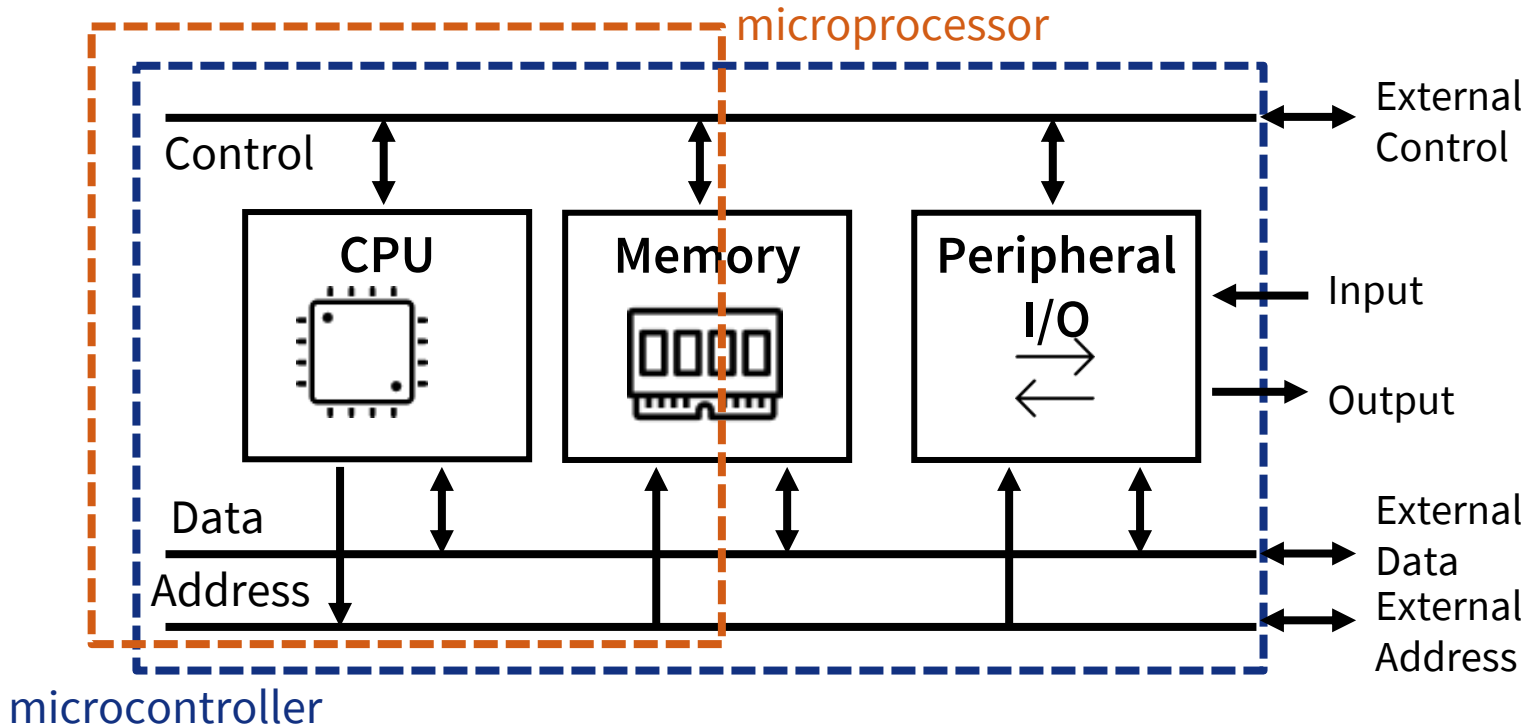 microprocessor
External
Control
Control
CPU
Memory
Peripheral
I/O
Input
Output
Data
External
Data
Address
External
Address
microcontroller